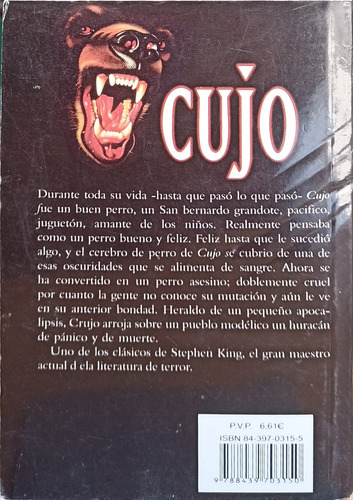 CUJO
Durante toda su vida -hasta que pasó lo que pasó- Cujo
fue un buen perro, un San bernardo grandote, pacifico,
juguetón, amante de los niños. Realmente pensaba
como un perro bueno y feliz. Feliz hasta que le sucedió
algo, y el cerebro de perro de Cujo se cubrio de una de
esas oscuridades que se alimenta de sangre. Ahora se
ha convertido en un perro asesino; doblemente cruel
por cuanto la gente no conoce su mutación y aún le ve
en su anterior bondad. Heraldo de un pequeño apoca-
lipsis, Crujo arroja sobre un pueblo modélico un huracán
de pánico y de muerte.
Uno de los clásicos de Stephen King, el gran maestro
actual d ela literatura de terror.
P.V.P. 6,61€
ISBN 84-397-0315-5
9 788439 703150